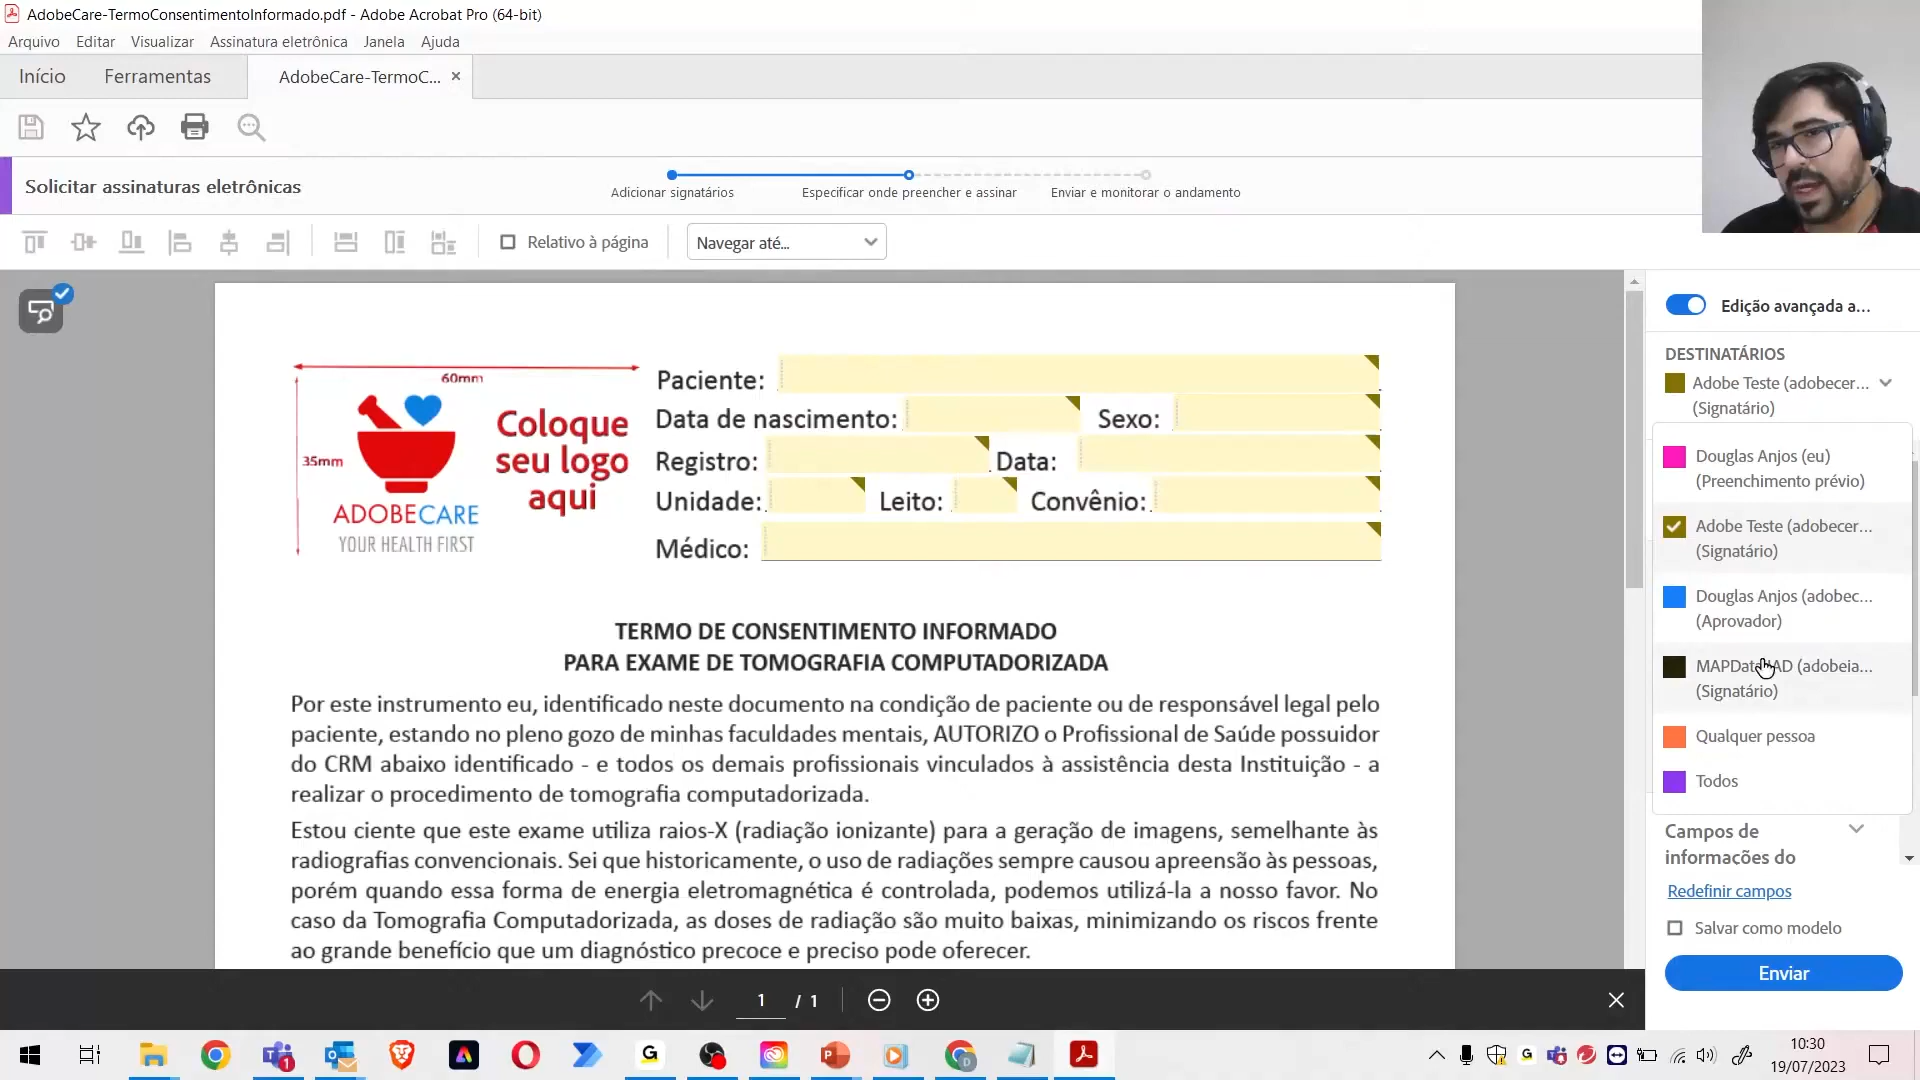 AdobeCare-TermoConsentimentoInformado.pdf - Adobe Acrobat Pro (64-bit)
Arquivo Editar Visualizar Assinatura eletrônica Janela Ajuda
Início Ferramentas AdobeCare-TermoC... ×
Solicitar assinaturas eletrônicas
Adicionar signatários Especificar onde preencher e assinar Enviar e monitorar o andamento
Relativo à página Navegar até...
Edição avançada a...
DESTINATÁRIOS
Adobe Teste (adobecer...
(Signatário)
Douglas Anjos (eu)
(Preenchimento prévio)
Adobe Teste (adobecer...
(Signatário)
Douglas Anjos (adobec...
(Aprovador)
(adobeia...
(Signatário)
Qualquer pessoa
Todos
Campos de
informações do
Redefinir campos
Salvar como modelo
Enviar
60mm
35mm
Coloque
seu logo
aqui
ADOBECARE
YOUR HEALTH FIRST
Paciente:
Data de nascimento: Sexo:
Registro: Data:
Unidade: Leito: Convênio:
Médico:
TERMO DE CONSENTIMENTO INFORMADO
PARA EXAME DE TOMOGRAFIA COMPUTADORIZADA
Por este instrumento eu, identificado neste documento na condição de paciente ou de responsável legal pelo
paciente, estando no pleno gozo de minhas faculdades mentais, AUTORIZO o Profissional de Saúde possuidor
do CRM abaixo identificado - e todos os demais profissionais vinculados à assistência desta Instituição - a
realizar o procedimento de tomografia computadorizada.
Estou ciente que este exame utiliza raios-X (radiação ionizante) para a geração de imagens, semelhante às
radiografias convencionais. Sei que historicamente, o uso de radiações sempre causou apreensão às pessoas,
porém quando essa forma de energia eletromagnética é controlada, podemos utilizá-la a nosso favor. No
caso da Tomografia Computadorizada, as doses de radiação são muito baixas, minimizando os riscos frente
ao grande benefício que um diagnóstico precoce e preciso pode oferecer.
1 / 1
10:30
19/07/2023